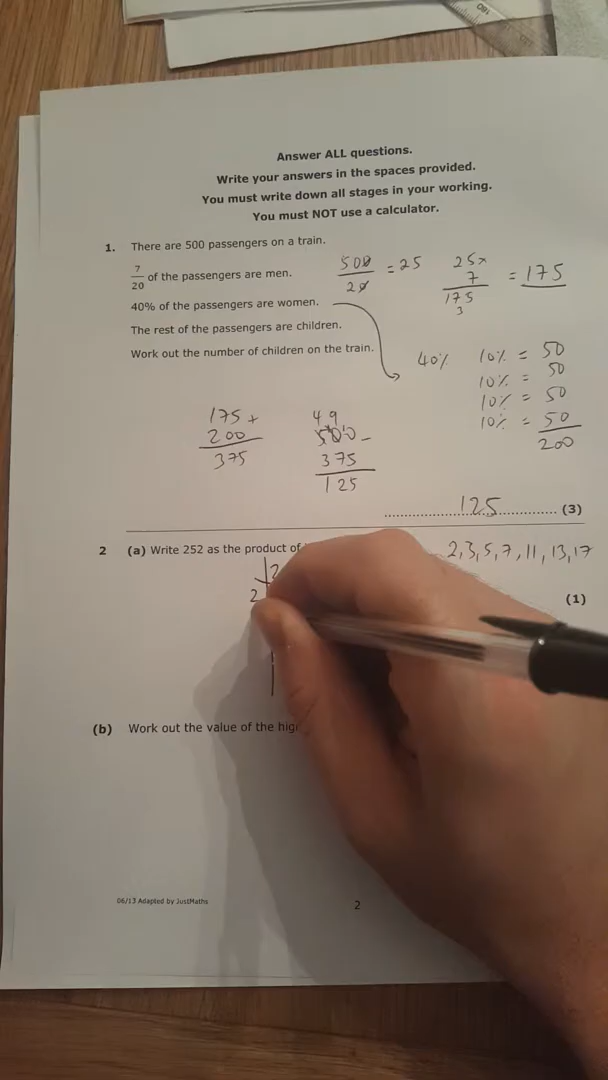 Answer ALL questions.
Write your answers in the spaces provided.
You must write down all stages in your working.
You must NOT use a calculator.
1. There are 500 passengers on a train.
7/20 of the passengers are men.
500/20 = 25
25x
7
175
3
= 175
40% of the passengers are women.
The rest of the passengers are children.
Work out the number of children on the train.
40% 10% = 50
10% = 50
10% = 50
10% = 50
200
175+
200
375
49
500-
375
125
125 (3)
2 (a) Write 252 as the product of
2,3,5,7,11,13,17
2
2
(1)
(b) Work out the value of the
06/13 Adapted by JustMaths
2